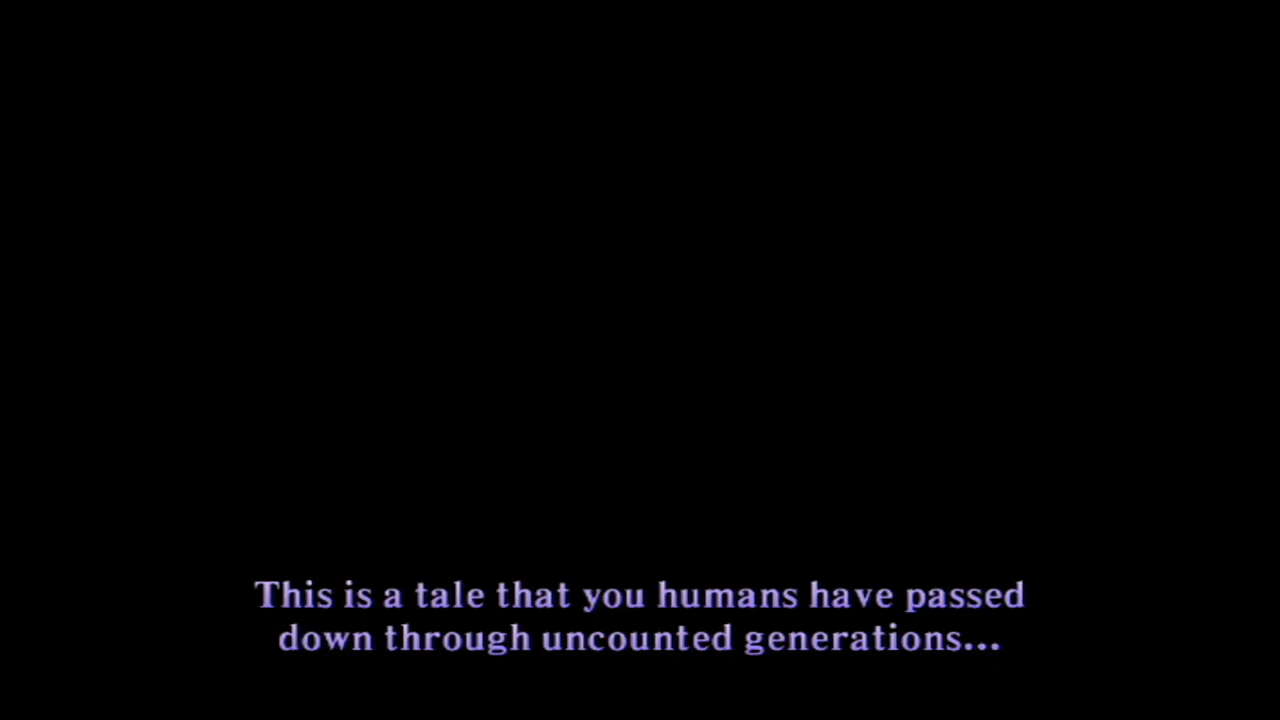 This is a tale that you humans have passed
down through uncounted generations...